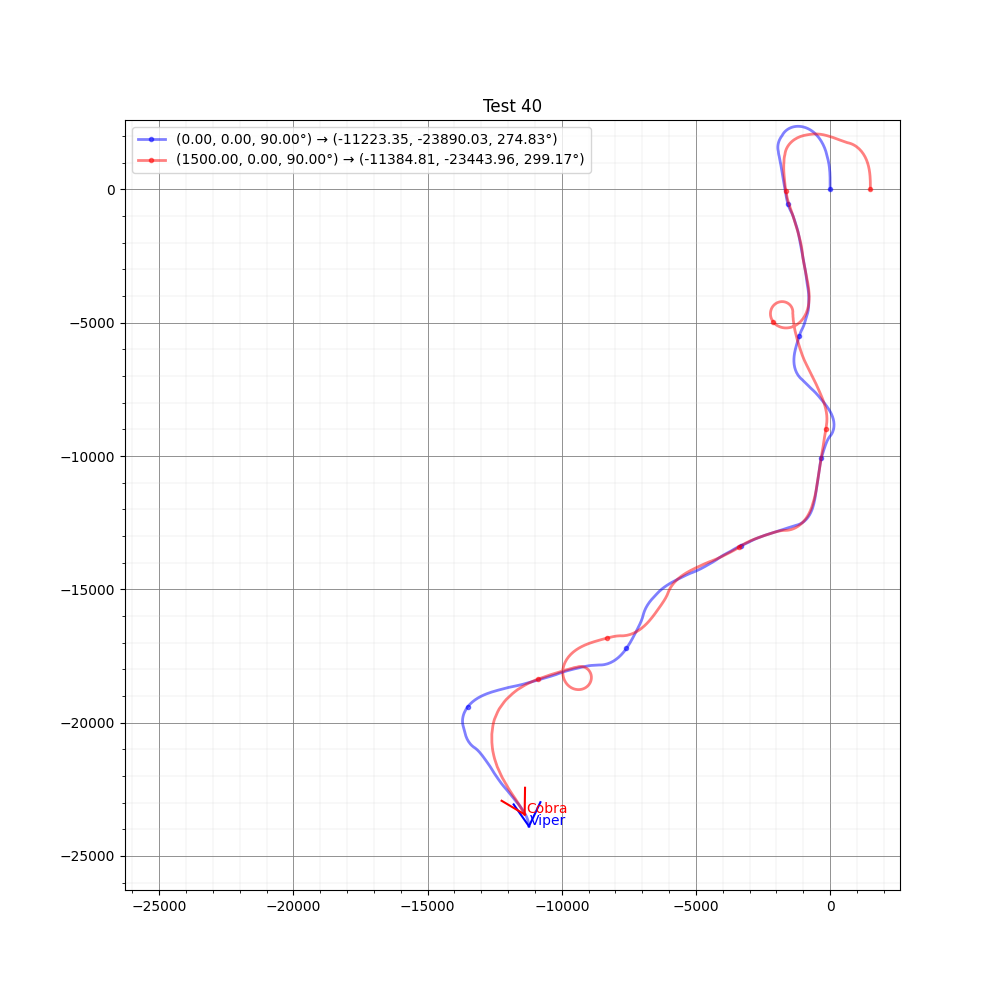 Test 40
(0.00, 0.00, 90.00°) → (-11223.35, -23890.03, 274.83°)
(1500.00, 0.00, 90.00°) → (-11384.81, -23443.96, 299.17°)
0
−5000
−10000
−15000
−20000
−25000
Cobra
Viper
−25000 −20000 −15000 −10000 −5000 0